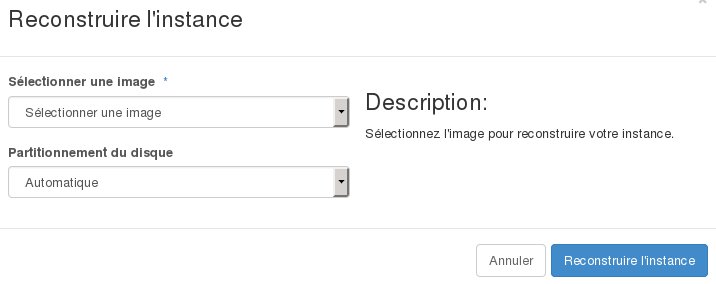 Reconstruire l'instance
Sélectionner une image *
Sélectionner une image
Partitionnement du disque
Automatique
Description:
Sélectionnez l'image pour reconstruire votre instance.
Annuler
Reconstruire l'instance